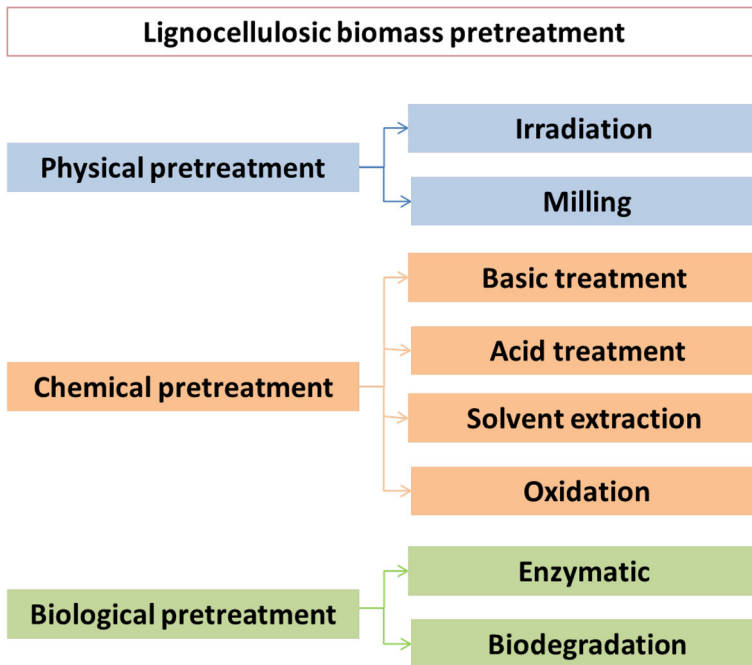 Lignocellulosic biomass pretreatment
Physical pretreatment
Irradiation
Milling
Chemical pretreatment
Basic treatment
Acid treatment
Solvent extraction
Oxidation
Biological pretreatment
Enzymatic
Biodegradation